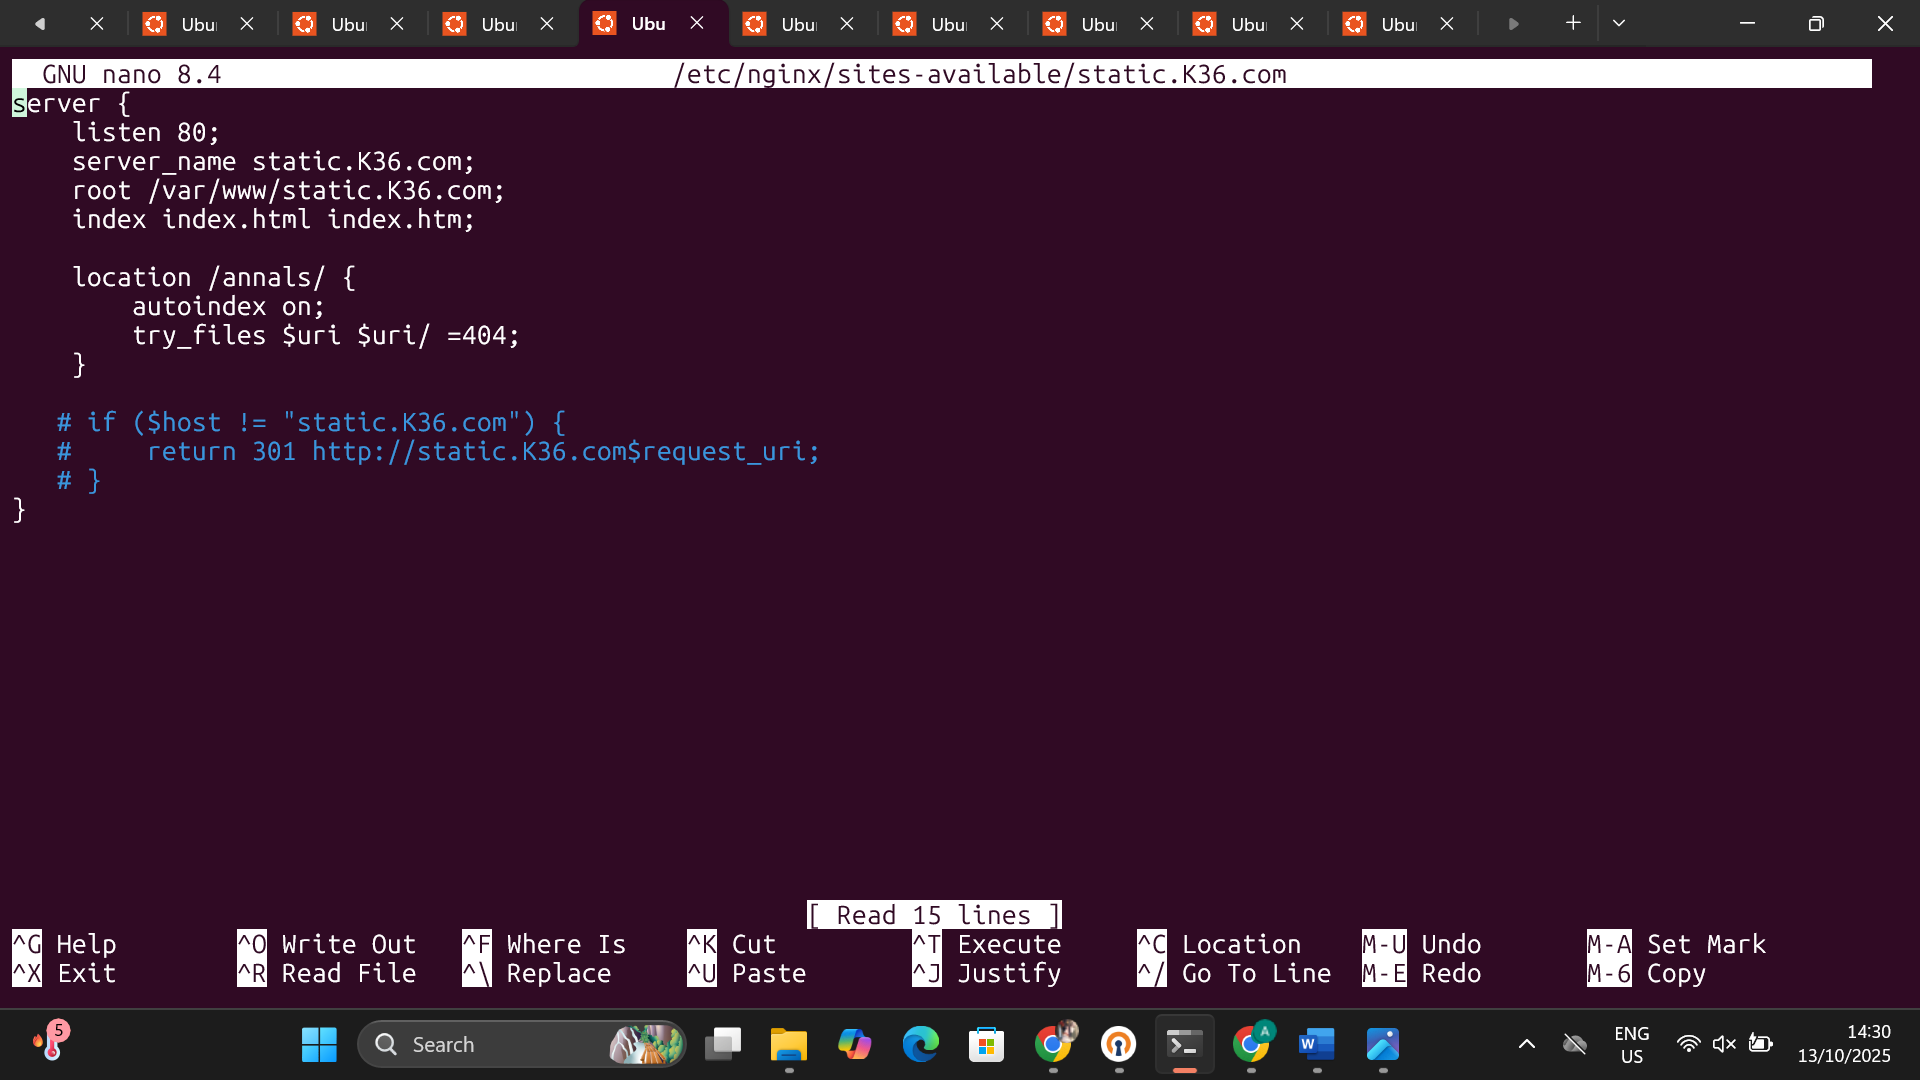 Ubu Ubu Ubu Ubu Ubu Ubu Ubu Ubu Ubu
GNU nano 8.4 /etc/nginx/sites-available/static.K36.com
server {
    listen 80;
    server_name static.K36.com;
    root /var/www/static.K36.com;
    index index.html index.htm;

    location /annals/ {
        autoindex on;
        try_files $uri $uri/ =404;
    }

   # if ($host != "static.K36.com") {
   #     return 301 http://static.K36.com$request_uri;
   # }
}
[ Read 15 lines ]
^G Help ^O Write Out ^F Where Is ^K Cut ^T Execute ^C Location M-U Undo M-A Set Mark
^X Exit ^R Read File ^\ Replace ^U Paste ^J Justify ^/ Go To Line M-E Redo M-6 Copy
5
Search
A
W
ENG
US
14:30
13/10/2025